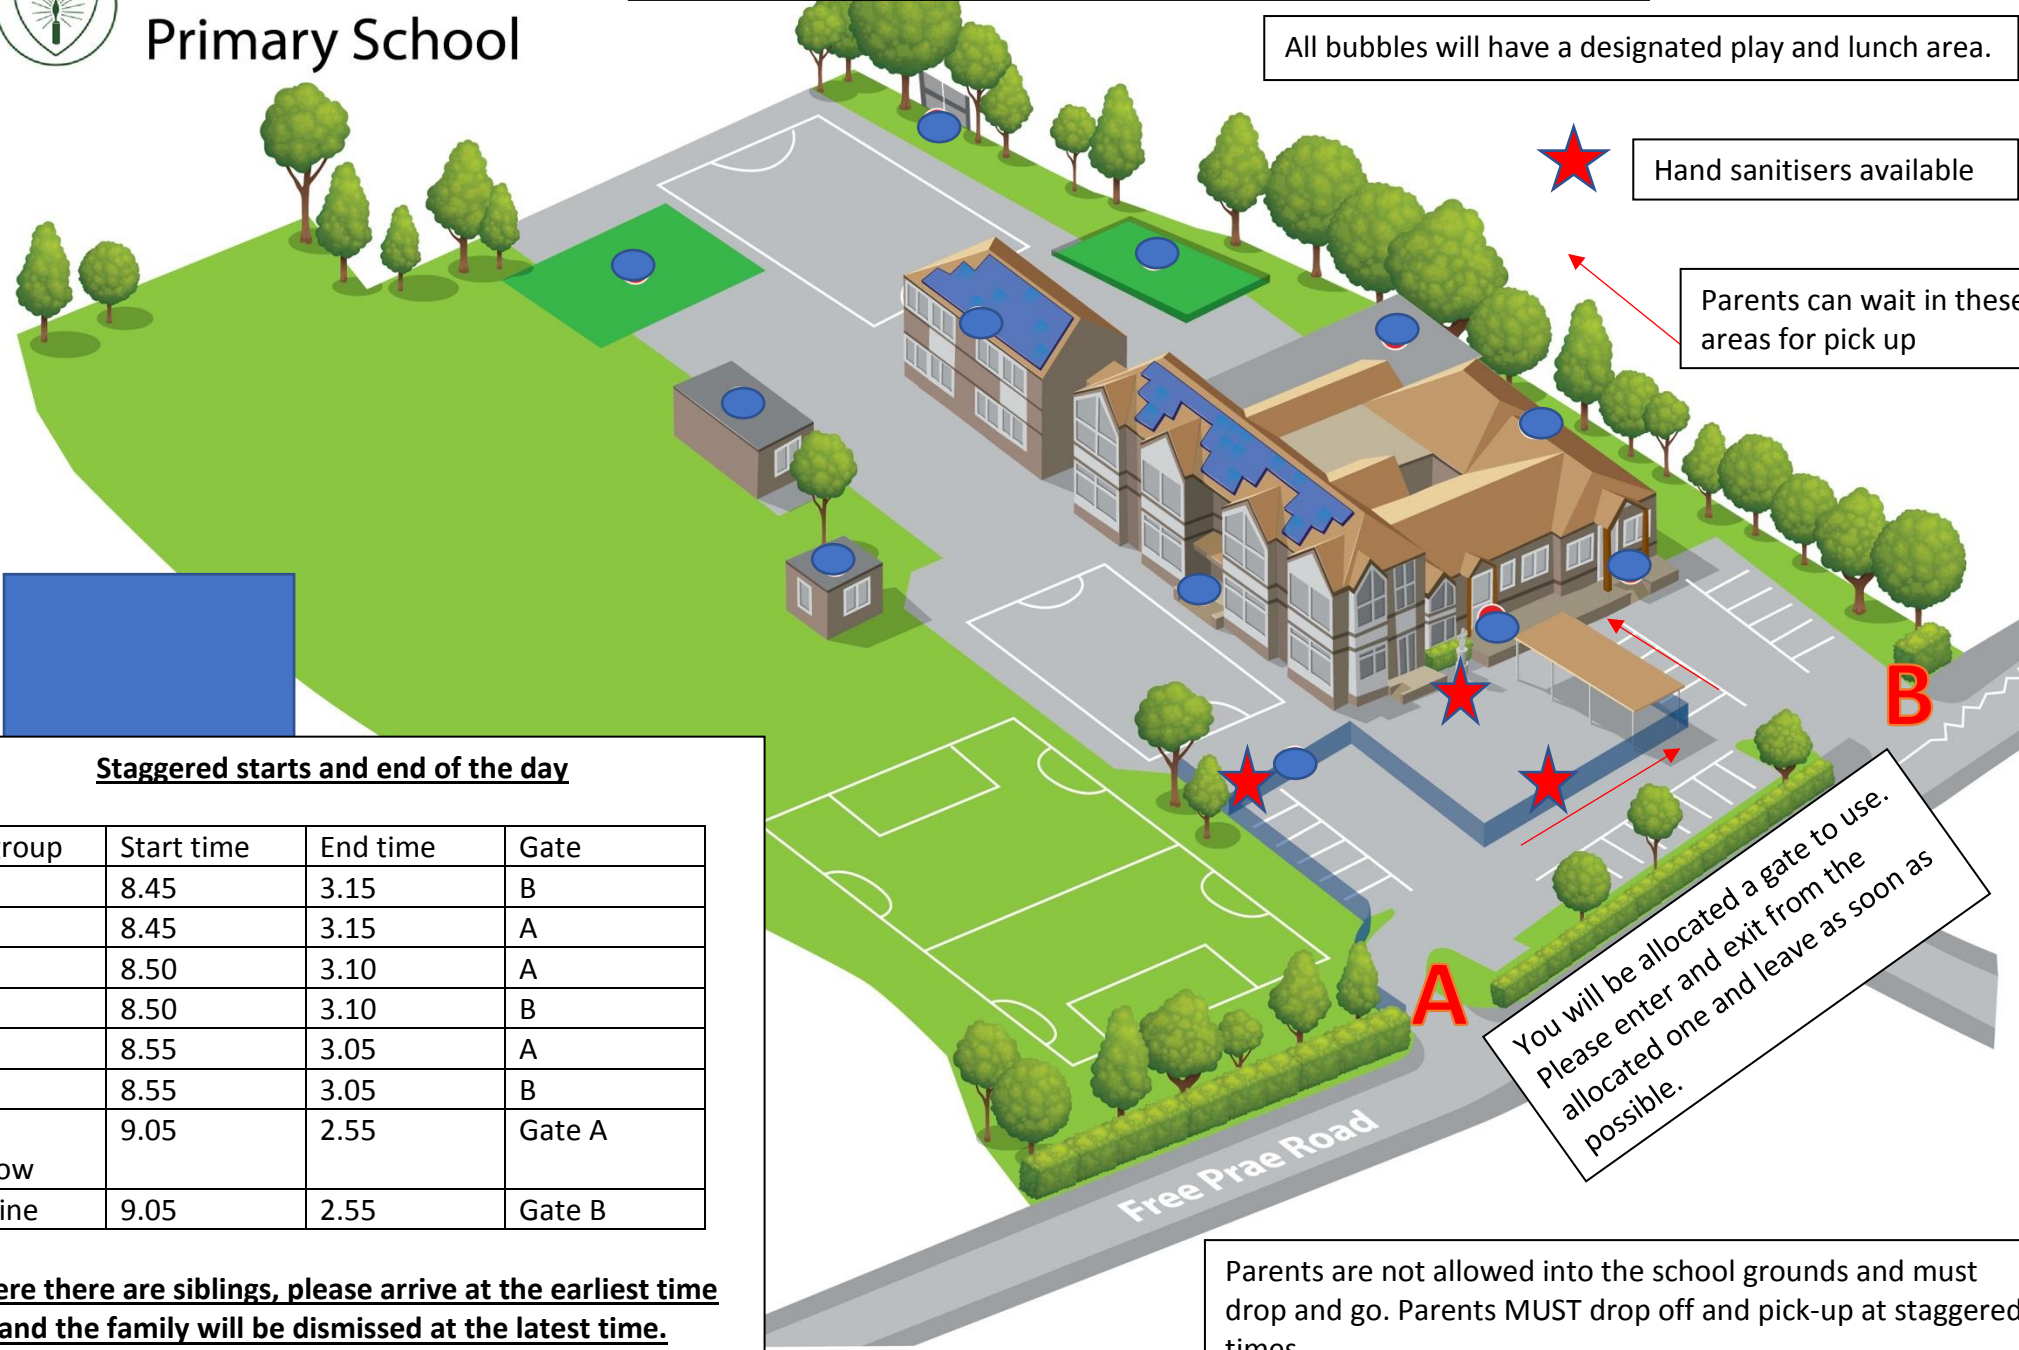 Primary School
All bubbles will have a designated play and lunch area.
Hand sanitisers available
Parents can wait in these
areas for pick up
B
You will be allocated a gate to use.
Please enter and exit from the
allocated one and leave as soon as
possible.
A
Free Prae Road
Staggered starts and end of the day
roup Start time End time Gate
8.45 3.15 B
8.45 3.15 A
8.50 3.10 A
8.50 3.10 B
8.55 3.05 A
8.55 3.05 B
9.05 2.55 Gate A
ow
ine 9.05 2.55 Gate B
ere there are siblings, please arrive at the earliest time
and the family will be dismissed at the latest time.
Parents are not allowed into the school grounds and must
drop and go. Parents MUST drop off and pick-up at staggered
times